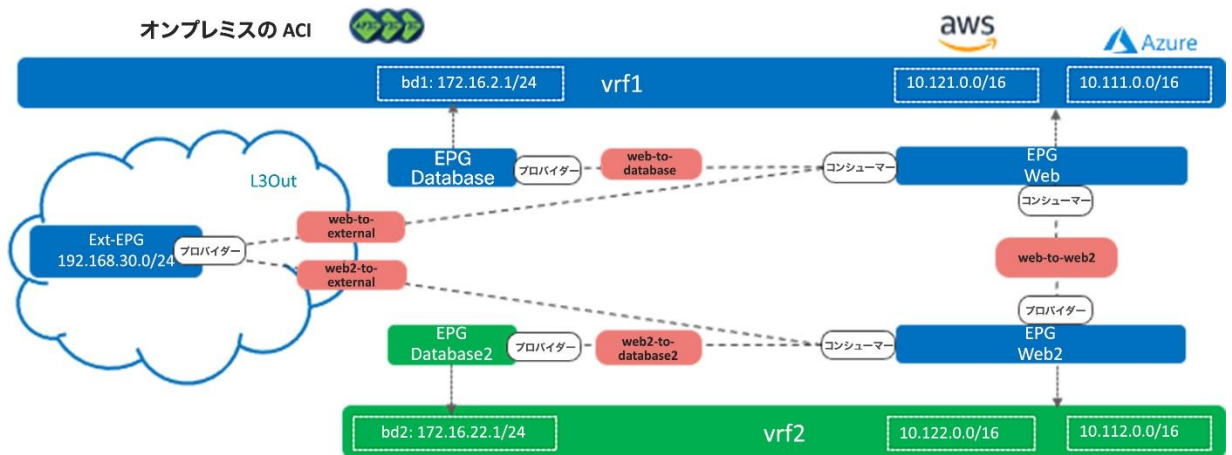 オンプレミスの ACI
aws
Azure
bd1: 172.16.2.1/24
vrf1
10.121.0.0/16
10.111.0.0/16
EPG
Database
プロバイダー
web-to-
database
コンシューマー
EPG
Web
コンシューマー
L3Out
web-to-
external
Ext-EPG
192.168.30.0/24
プロバイダー
web2-to-
external
web-to-web2
プロバイダー
EPG
Database2
プロバイダー
web2-to-
database2
コンシューマー
EPG
Web2
bd2: 172.16.22.1/24
vrf2
10.122.0.0/16
10.112.0.0/16